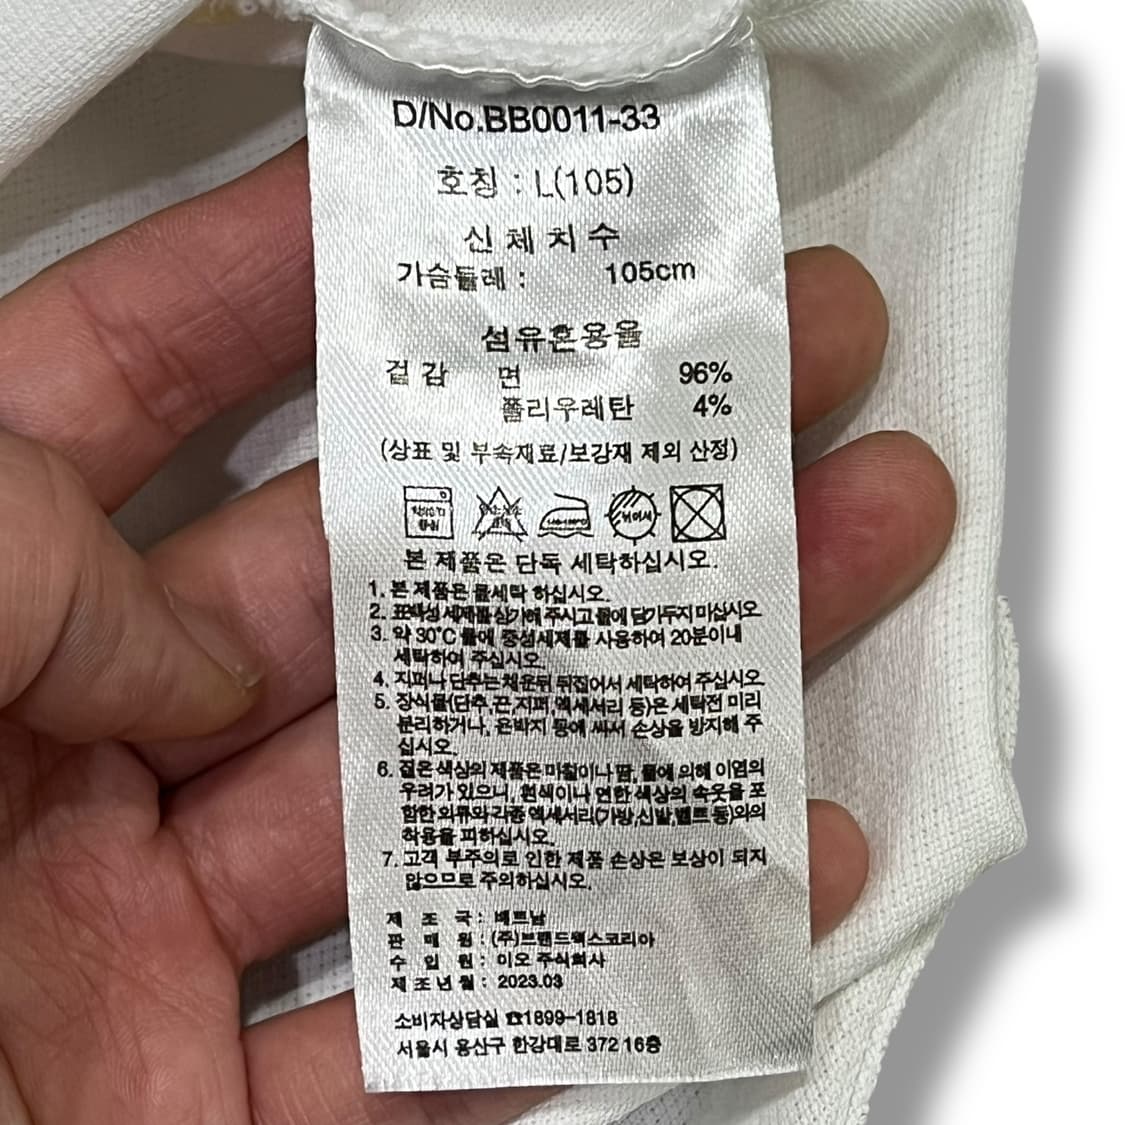 D/No.BB0011-33
호칭 : L(105)
신체치수
가슴둘레 : 105cm
섬유혼용율
겉감 면 96%
폴리우레탄 4%
(상표 및 부속재료/보강재 제외 산정)
뉘어서
본 제품은 단독 세탁하십시오.
1. 본 제품은 물세탁 하십시오.
2. 표백성 세제를 삼가해 주시고 물에 담가두지 마십시오.
3. 약 30℃ 물에 중성세제를 사용하여 20분이내
세탁하여 주십시오.
4. 지퍼나 단추는 채운뒤 뒤집어서 세탁하여 주십시오.
5. 장식물(단추,끈,지퍼,엑세서리 등)은 세탁전 미리
분리하거나, 은박지 등에 싸서 손상을 방지해 주
십시오.
6. 짙은 색상의 제품은 마찰이나 땀, 물에 의해 이염의
우려가 있으니, 흰색이나 연한 색상의 속옷을 포
함한 의류와 각종 엑세서리(가방,신발,벨트 등)와의
착용을 피하십시오.
7. 고객 부주의로 인한 제품 손상은 보상이 되지
않으므로 주의하십시오.
제조국 : 베트남
판매원 : (주)브랜드웍스코리아
수입원 : 이오 주식회사
제조년월 : 2023.03
소비자상담실 ☎1899-1818
서울시 용산구 한강대로 372 16층